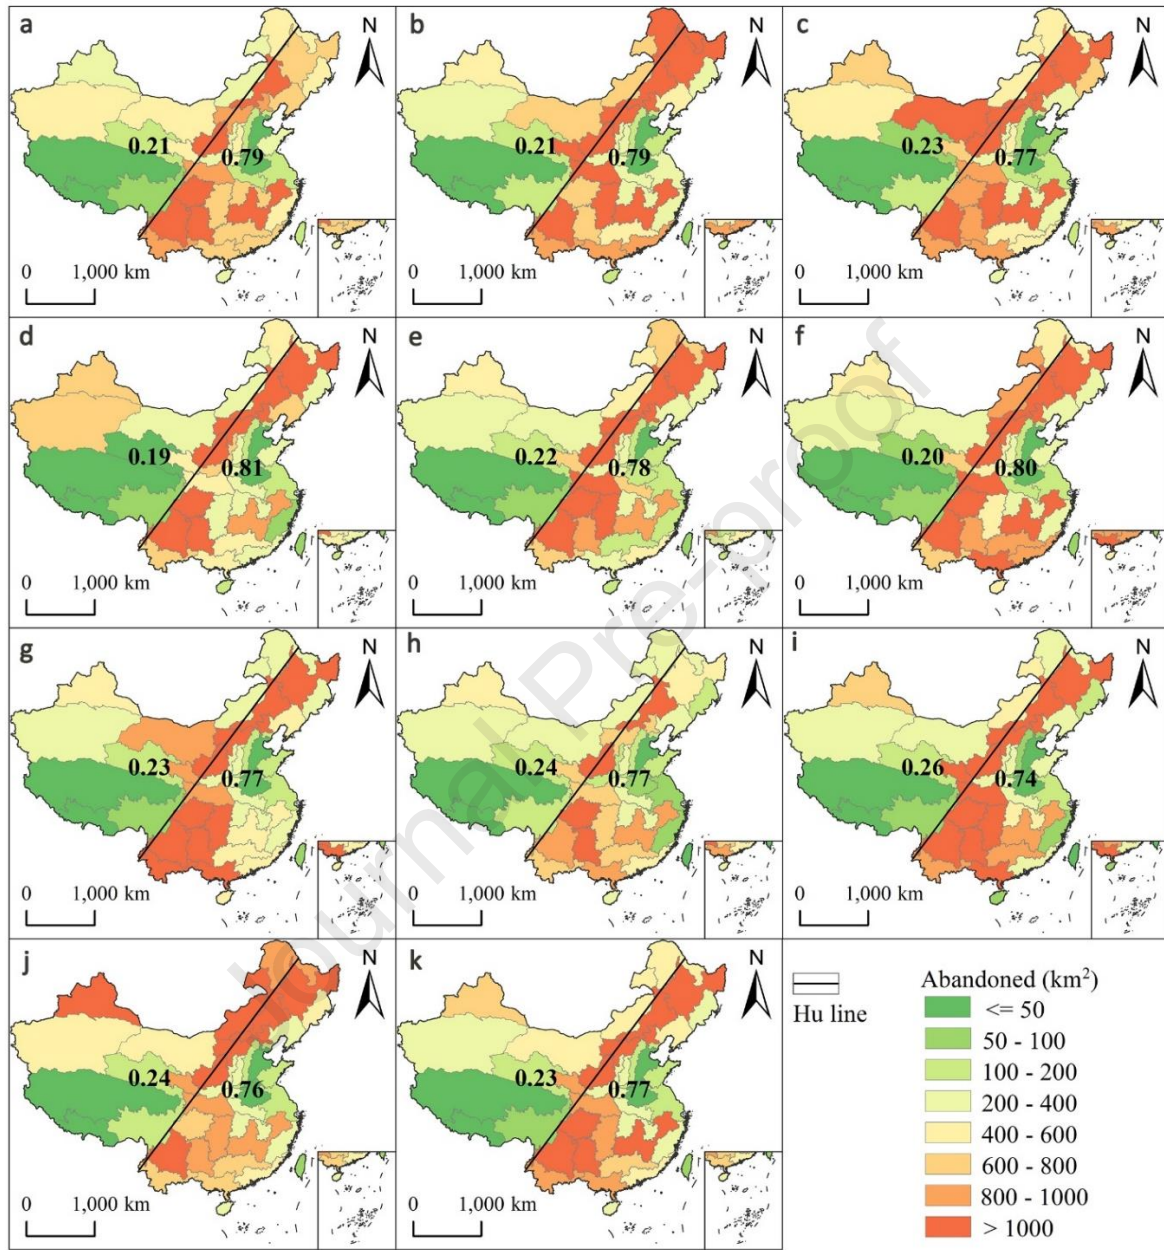 a
N
0.21
0.79
0 1,000 km
b
N
0.21
0.79
0 1,000 km
c
N
0.23
0.77
0 1,000 km
d
N
0.19
0.81
0 1,000 km
e
N
0.22
0.78
0 1,000 km
f
N
0.20
0.80
0 1,000 km
g
N
0.23
0.77
0 1,000 km
h
N
0.24
0.77
0 1,000 km
i
N
0.26
0.74
0 1,000 km
j
N
0.24
0.76
0 1,000 km
k
N
0.23
0.77
0 1,000 km
Hu line
Abandoned (km²)
<= 50
50 - 100
100 - 200
200 - 400
400 - 600
600 - 800
800 - 1000
> 1000
Journal Pre-proof